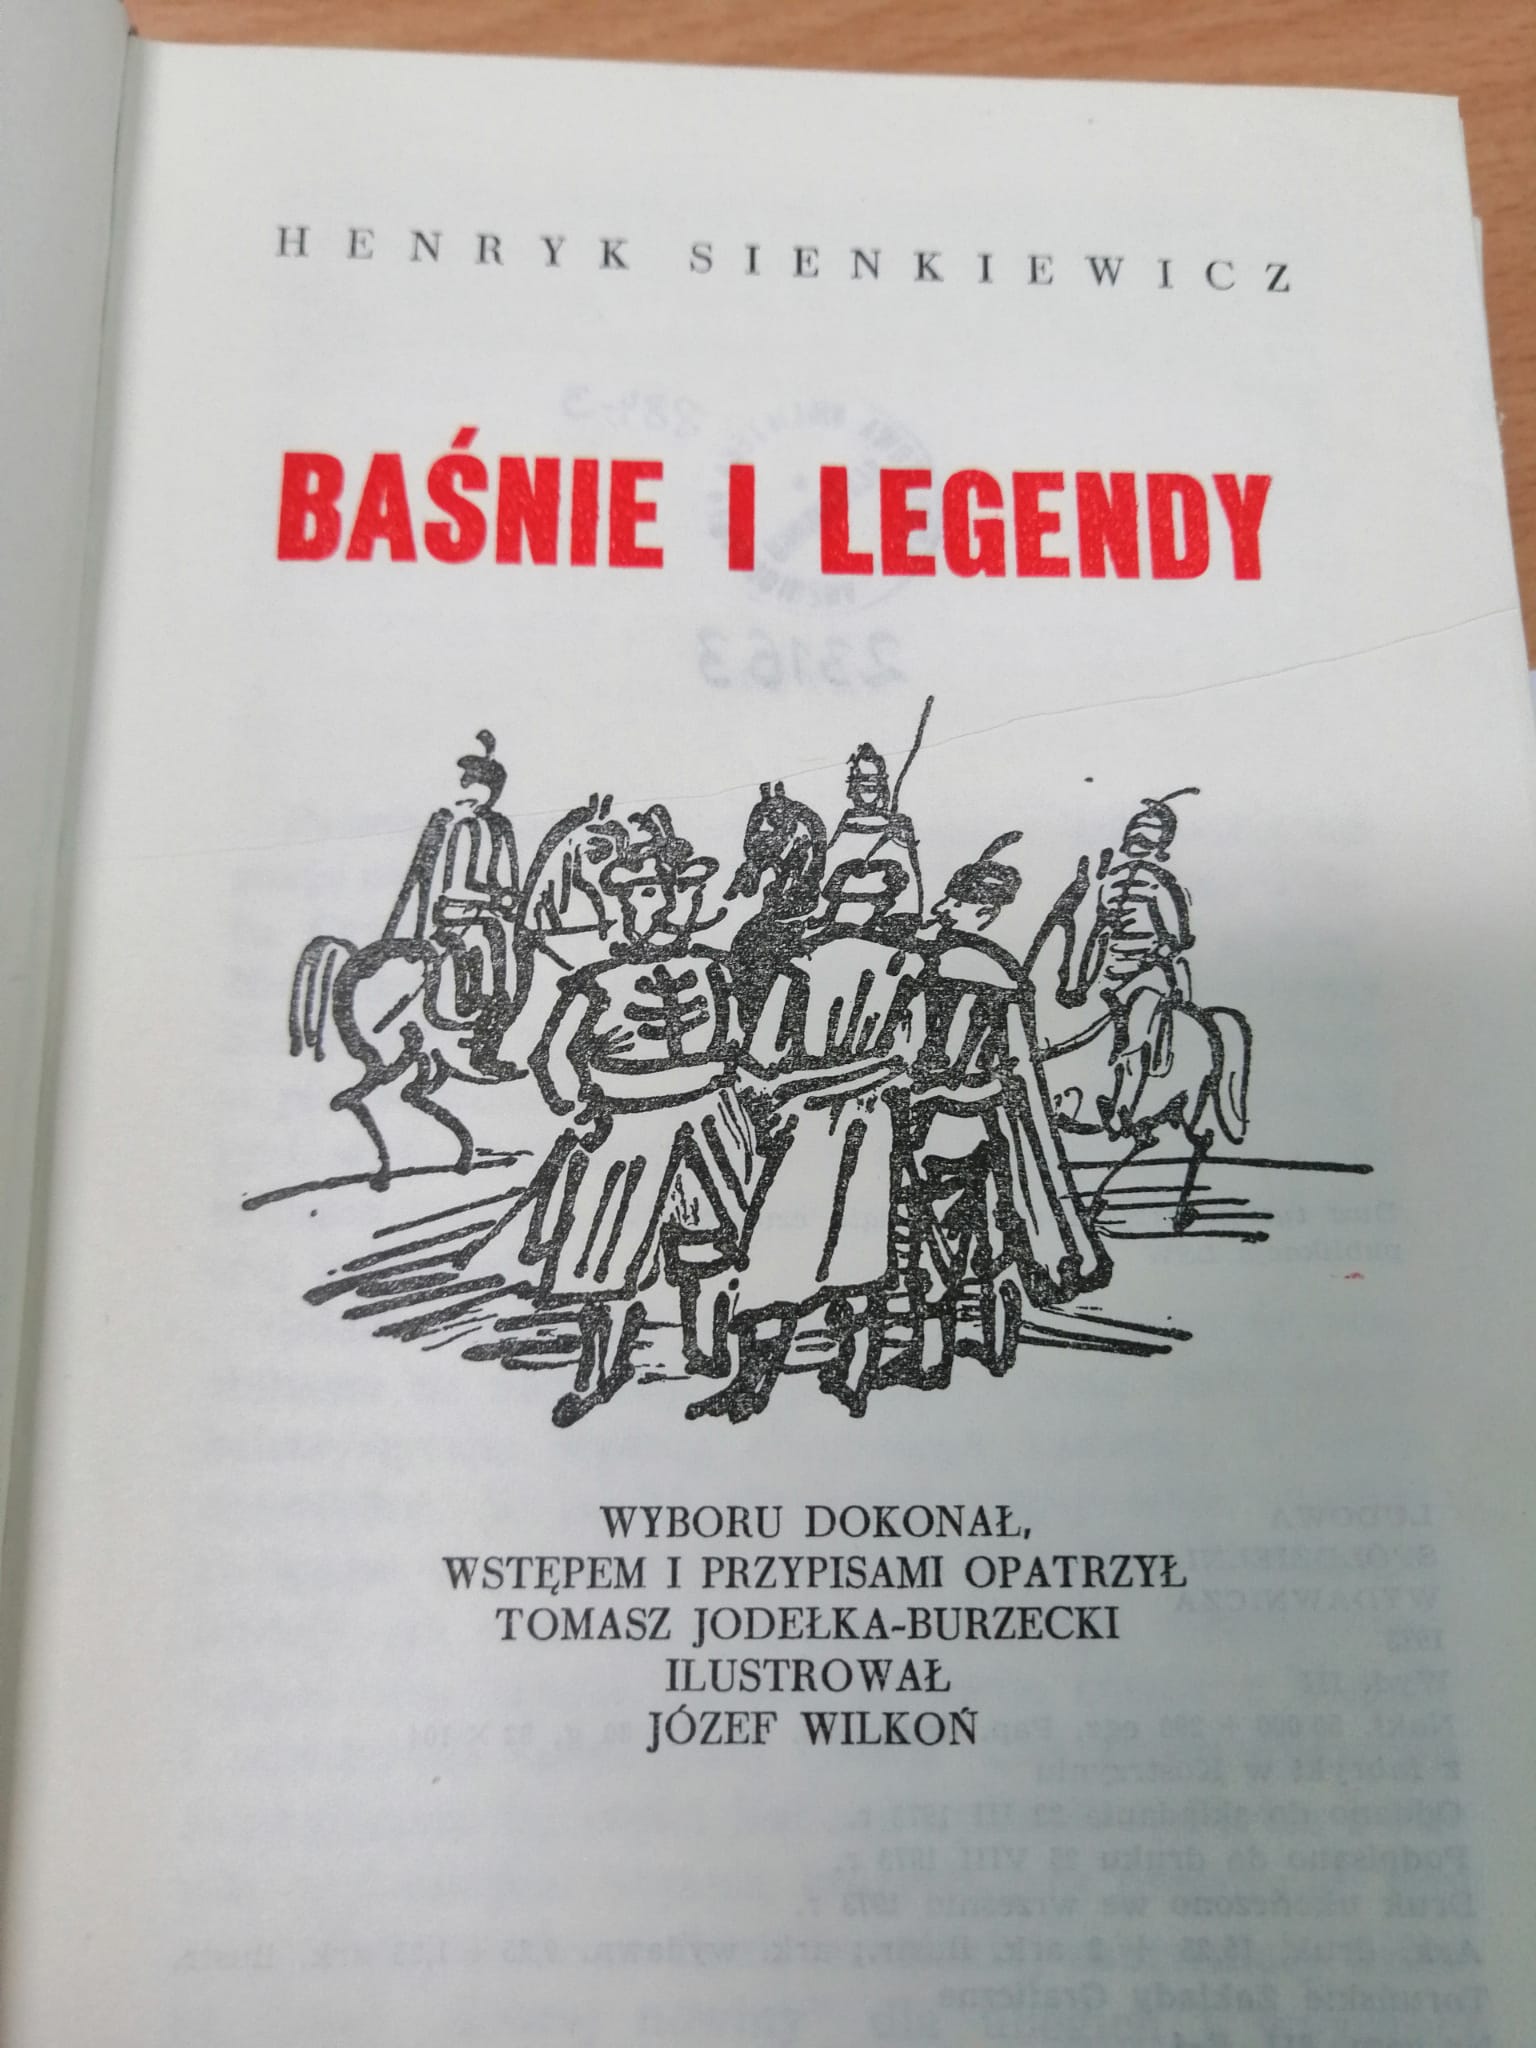 HENRYK SIENKIEWICZ
BAŚNIE I LEGENDY
WYBORU DOKONAŁ,
WSTĘPEM I PRZYPISAMI OPATRZYŁ
TOMASZ JODEŁKA-BURZECKI
ILUSTROWAŁ
JÓZEF WILKOŃ